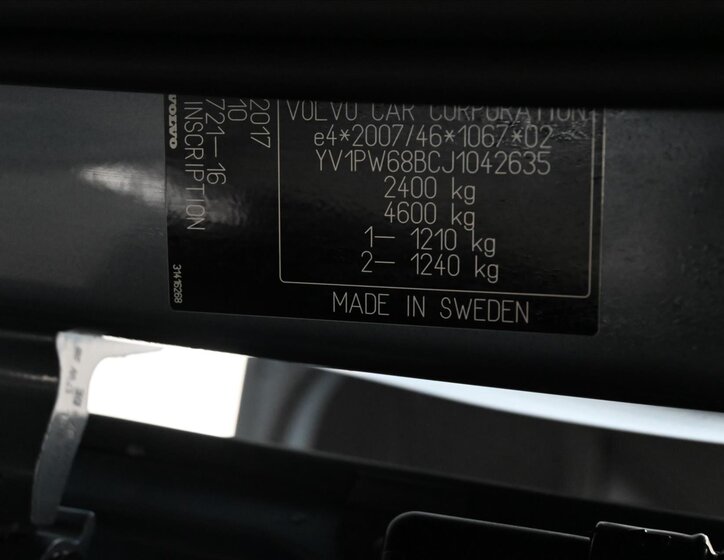 VOLVO CAR CORPORATION
e4*2007/46*1067*02
YV1PW68BCJ1042635
2400 kg
4600 kg
1— 1210 kg
2— 1240 kg
MADE IN SWEDEN
2017
10
721—16
INSCRIPTION
VOLVO
31416268